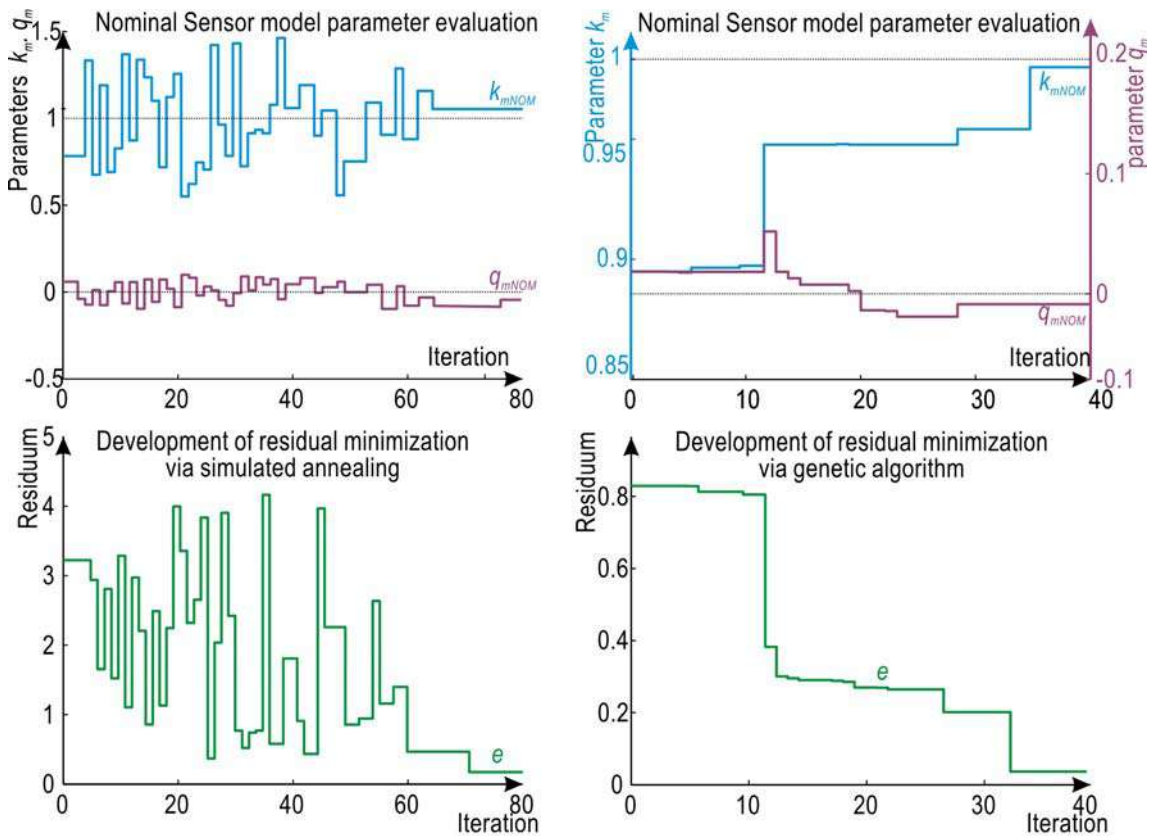 Nominal Sensor model parameter evaluation
Parameters k_m, q_m
1.5
1
0.5
0
-0.5
k_mNOM
q_mNOM
Iteration
0 20 40 60 80
Nominal Sensor model parameter evaluation
Parameter k_m
1
0.95
0.9
0.85
parameter q_m
0.2
0.1
0
-0.1
k_mNOM
q_mNOM
Iteration
0 10 20 30 40
Development of residual minimization
via simulated annealing
Residuum
5
4
3
2
1
0
e
0 20 40 60 80
Iteration
Development of residual minimization
via genetic algorithm
Residuum
0.8
0.6
0.4
0.2
0
e
0 10 20 30 40
Iteration